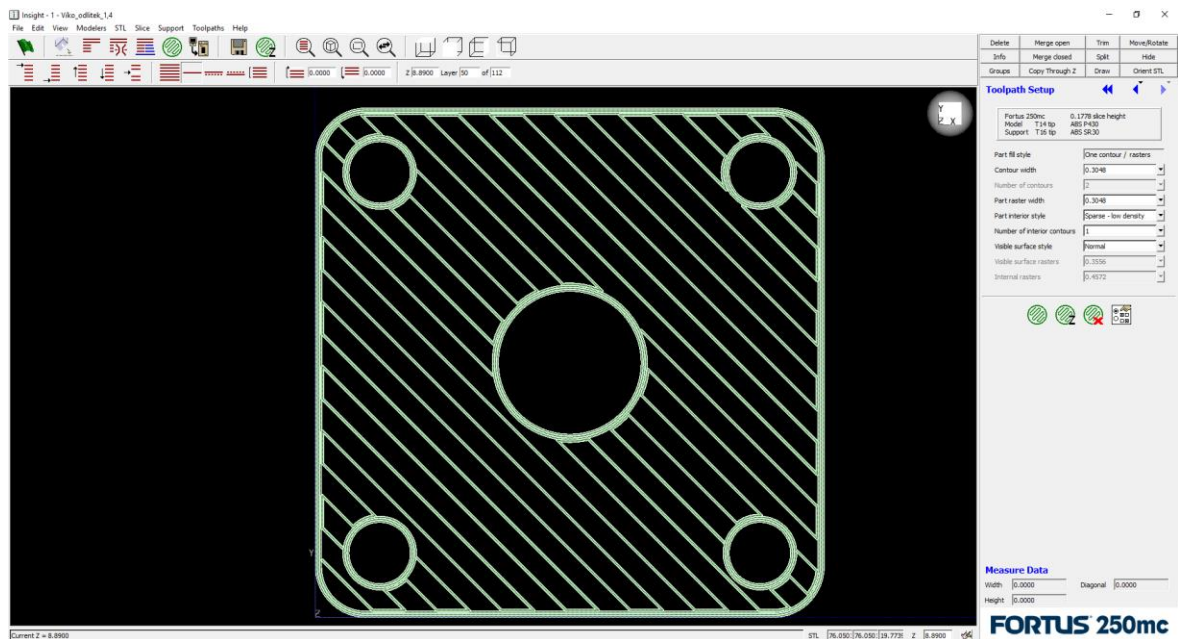 Insight - 1 - Viko_odlitek_1,4
File Edit View Modelers STL Slice Support Toolpaths Help
0.0000 0.0000 Z 8.8900 Layer 50 of 112
Delete Merge open Trim Move/Rotate
Info Merge closed Split Hide
Groups Copy Through Z Draw Orient STL
Toolpath Setup
Fortus 250mc 0.1778 slice height
Model T14 tip ABS P430
Support T16 tip ABS SR30
Part fill style One contour / rasters
Contour width 0.3048
Number of contours 2
Part raster width 0.3048
Part interior style Sparse - low density
Number of interior contours 1
Visible surface style Normal
Visible surface rasters 0.3556
Internal rasters 0.4572
Z
Y
Z X
Y
Z
Measure Data
Width 0.0000 Diagonal 0.0000
Height 0.0000
FORTUS 250mc
Current Z = 8.8900 STL [76.050:76.050:19.7735 Z 8.8900